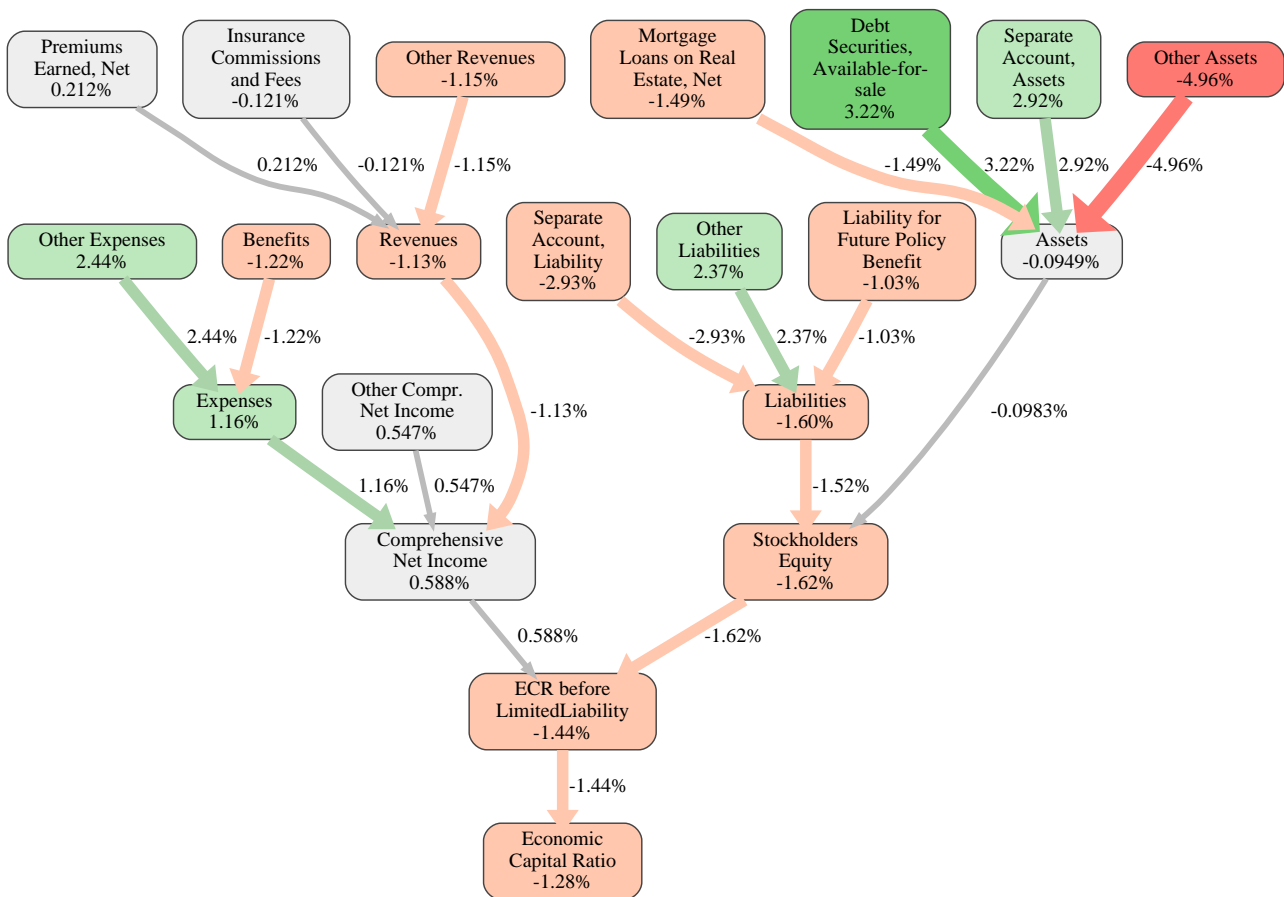 Premiums
Earned, Net
0.212%
Insurance
Commissions
and Fees
-0.121%
Other Revenues
-1.15%
Mortgage
Loans on Real
Estate, Net
-1.49%
Debt
Securities,
Available-for-
sale
3.22%
Separate
Account,
Assets
2.92%
Other Assets
-4.96%
0.212%
-0.121%
-1.15%
-1.49%
3.22%
2.92%
-4.96%
Other Expenses
2.44%
Benefits
-1.22%
Revenues
-1.13%
Separate
Account,
Liability
-2.93%
Other
Liabilities
2.37%
Liability for
Future Policy
Benefit
-1.03%
Assets
-0.0949%
2.44%
-1.22%
-2.93%
2.37%
-1.03%
Expenses
1.16%
Other Compr.
Net Income
0.547%
-1.13%
Liabilities
-1.60%
-0.0983%
1.16%
0.547%
-1.52%
Comprehensive
Net Income
0.588%
Stockholders
Equity
-1.62%
0.588%
-1.62%
ECR before
LimitedLiability
-1.44%
-1.44%
Economic
Capital Ratio
-1.28%